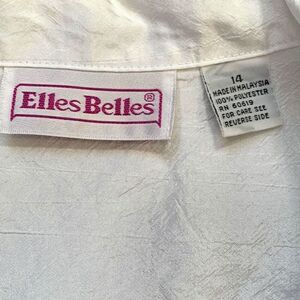 Elles Belles®
14
MADE IN MALAYSIA
100% POLYESTER
RN 60619
FOR CARE SEE
REVERSE SIDE